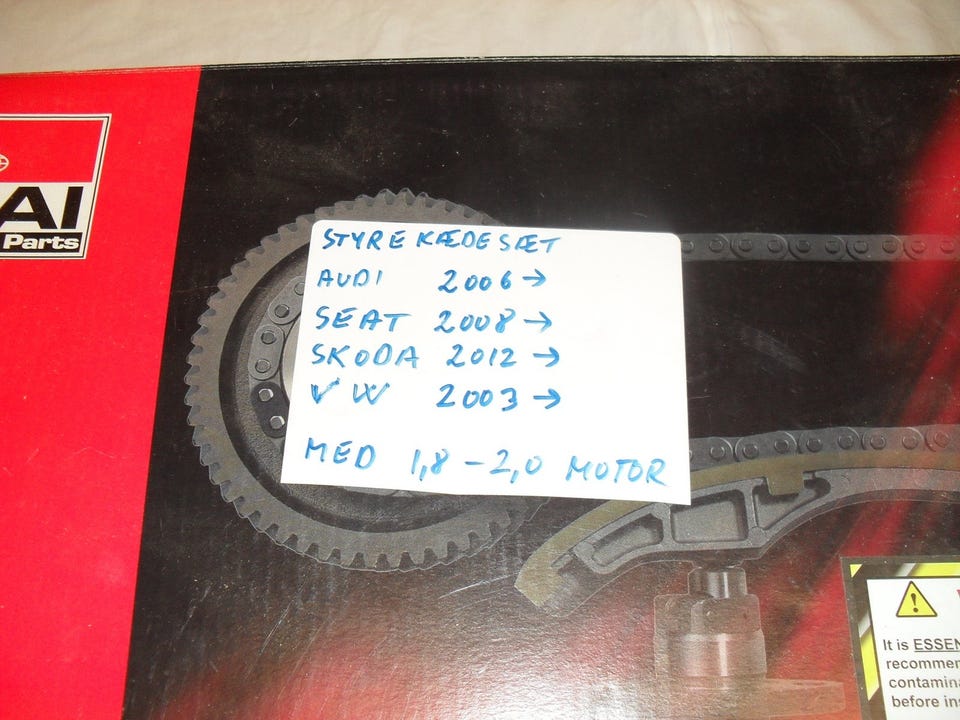 AI
Parts
STYREKÆDESÆT
AUDI 2006→
SEAT 2008→
SKODA 2012→
VW 2003→
MED 1,8-2,0 MOTOR
It is ESSEN
recommen
contamina
before ins